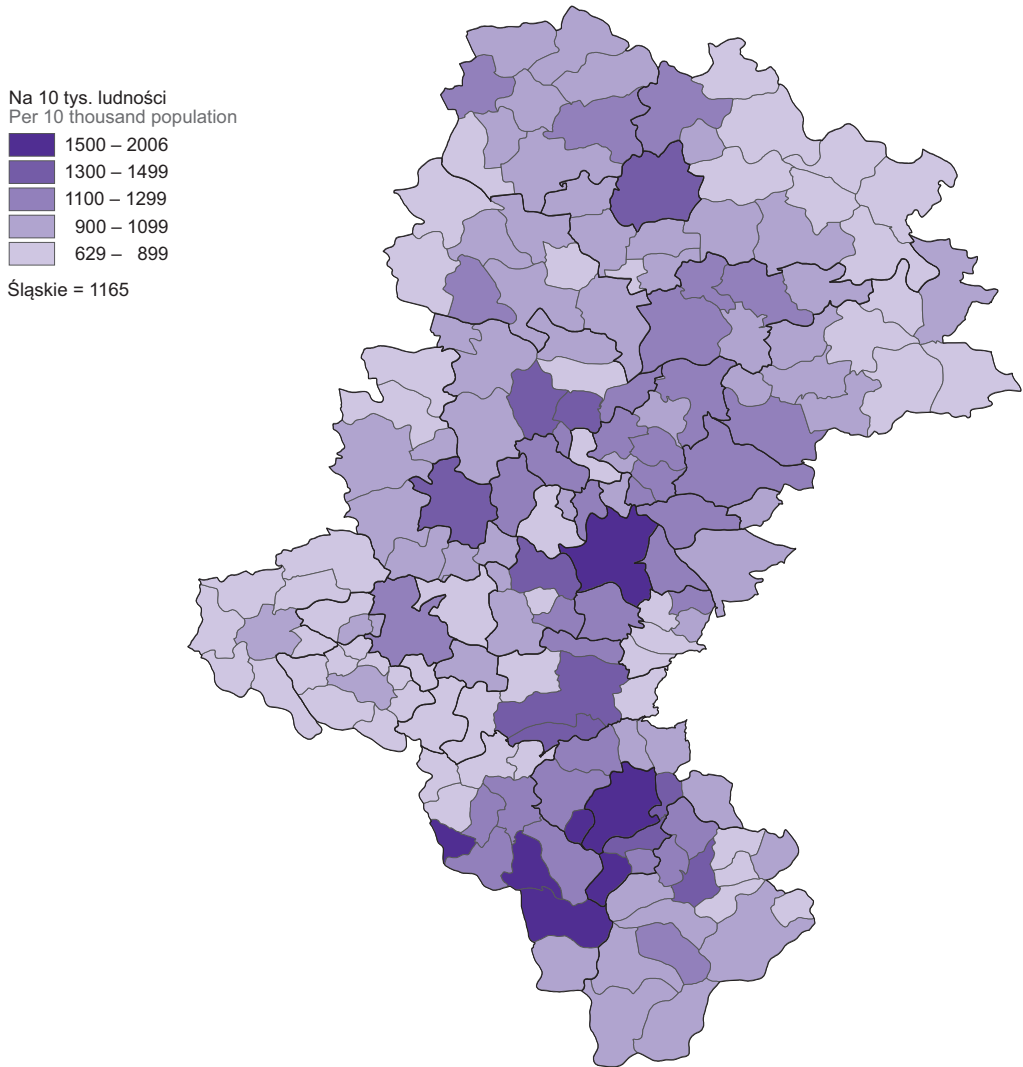 Na 10 tys. ludności
Per 10 thousand population
1500 – 2006
1300 – 1499
1100 – 1299
900 – 1099
629 – 899
Śląskie = 1165